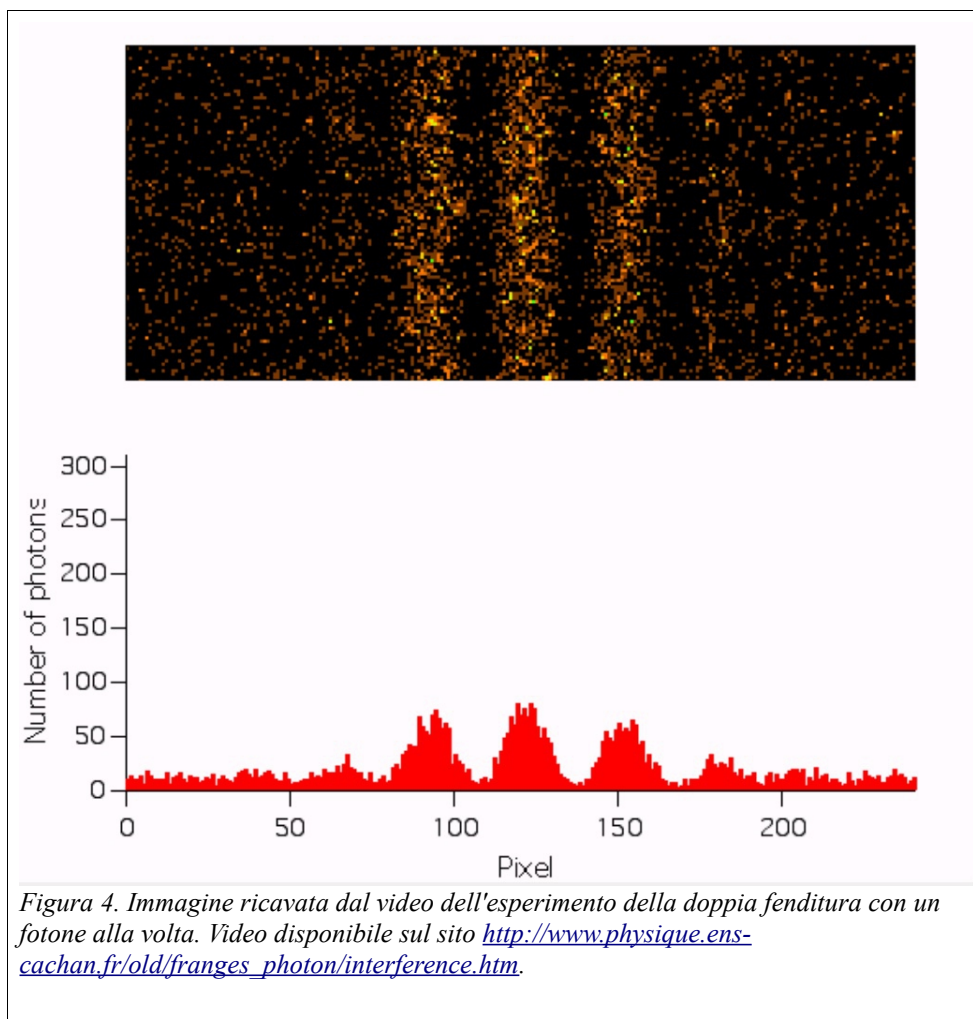 300
250
200
150
100
50
0
Number of photons
0 50 100 150 200
Pixel
Figura 4. Immagine ricavata dal video dell'esperimento della doppia fenditura con un
fotone alla volta. Video disponibile sul sito http://www.physique.ens-
cachan.fr/old/franges_photon/interference.htm.